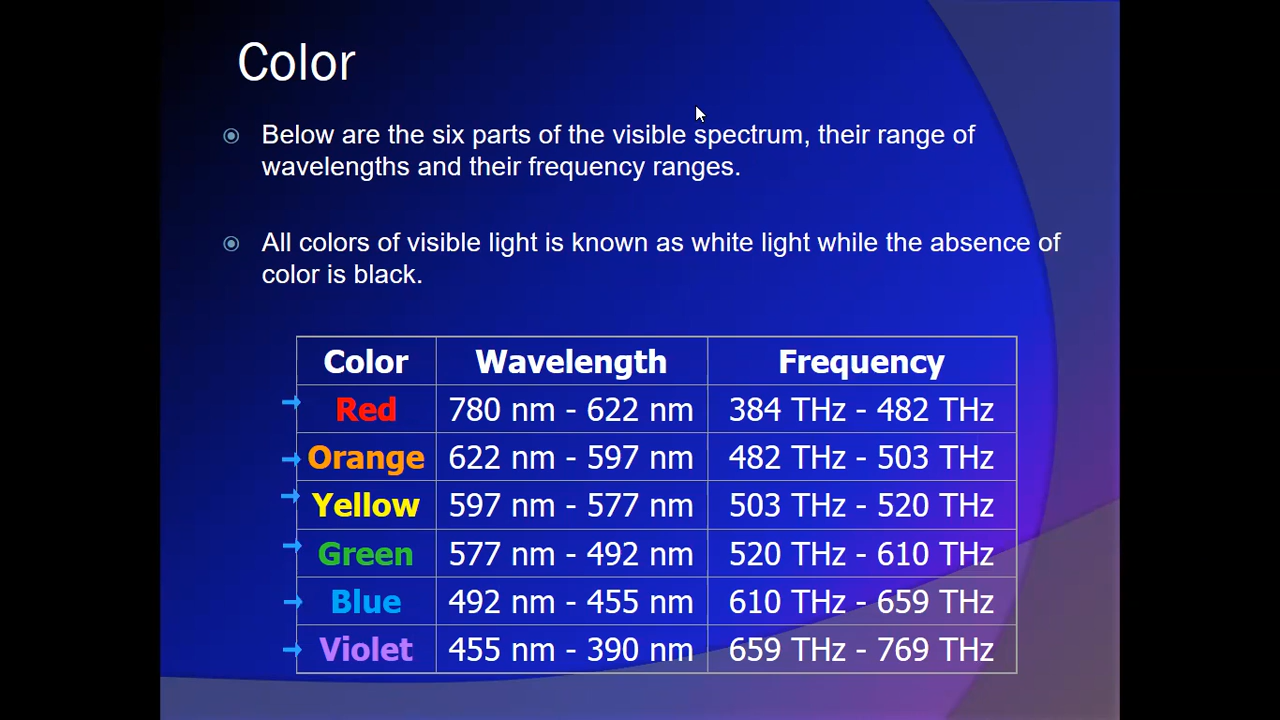 Color
Below are the six parts of the visible spectrum, their range of
wavelengths and their frequency ranges.
All colors of visible light is known as white light while the absence of
color is black.
Color Wavelength Frequency
Red 780 nm - 622 nm 384 THz - 482 THz
Orange 622 nm - 597 nm 482 THz - 503 THz
Yellow 597 nm - 577 nm 503 THz - 520 THz
Green 577 nm - 492 nm 520 THz - 610 THz
Blue 492 nm - 455 nm 610 THz - 659 THz
Violet 455 nm - 390 nm 659 THz - 769 THz